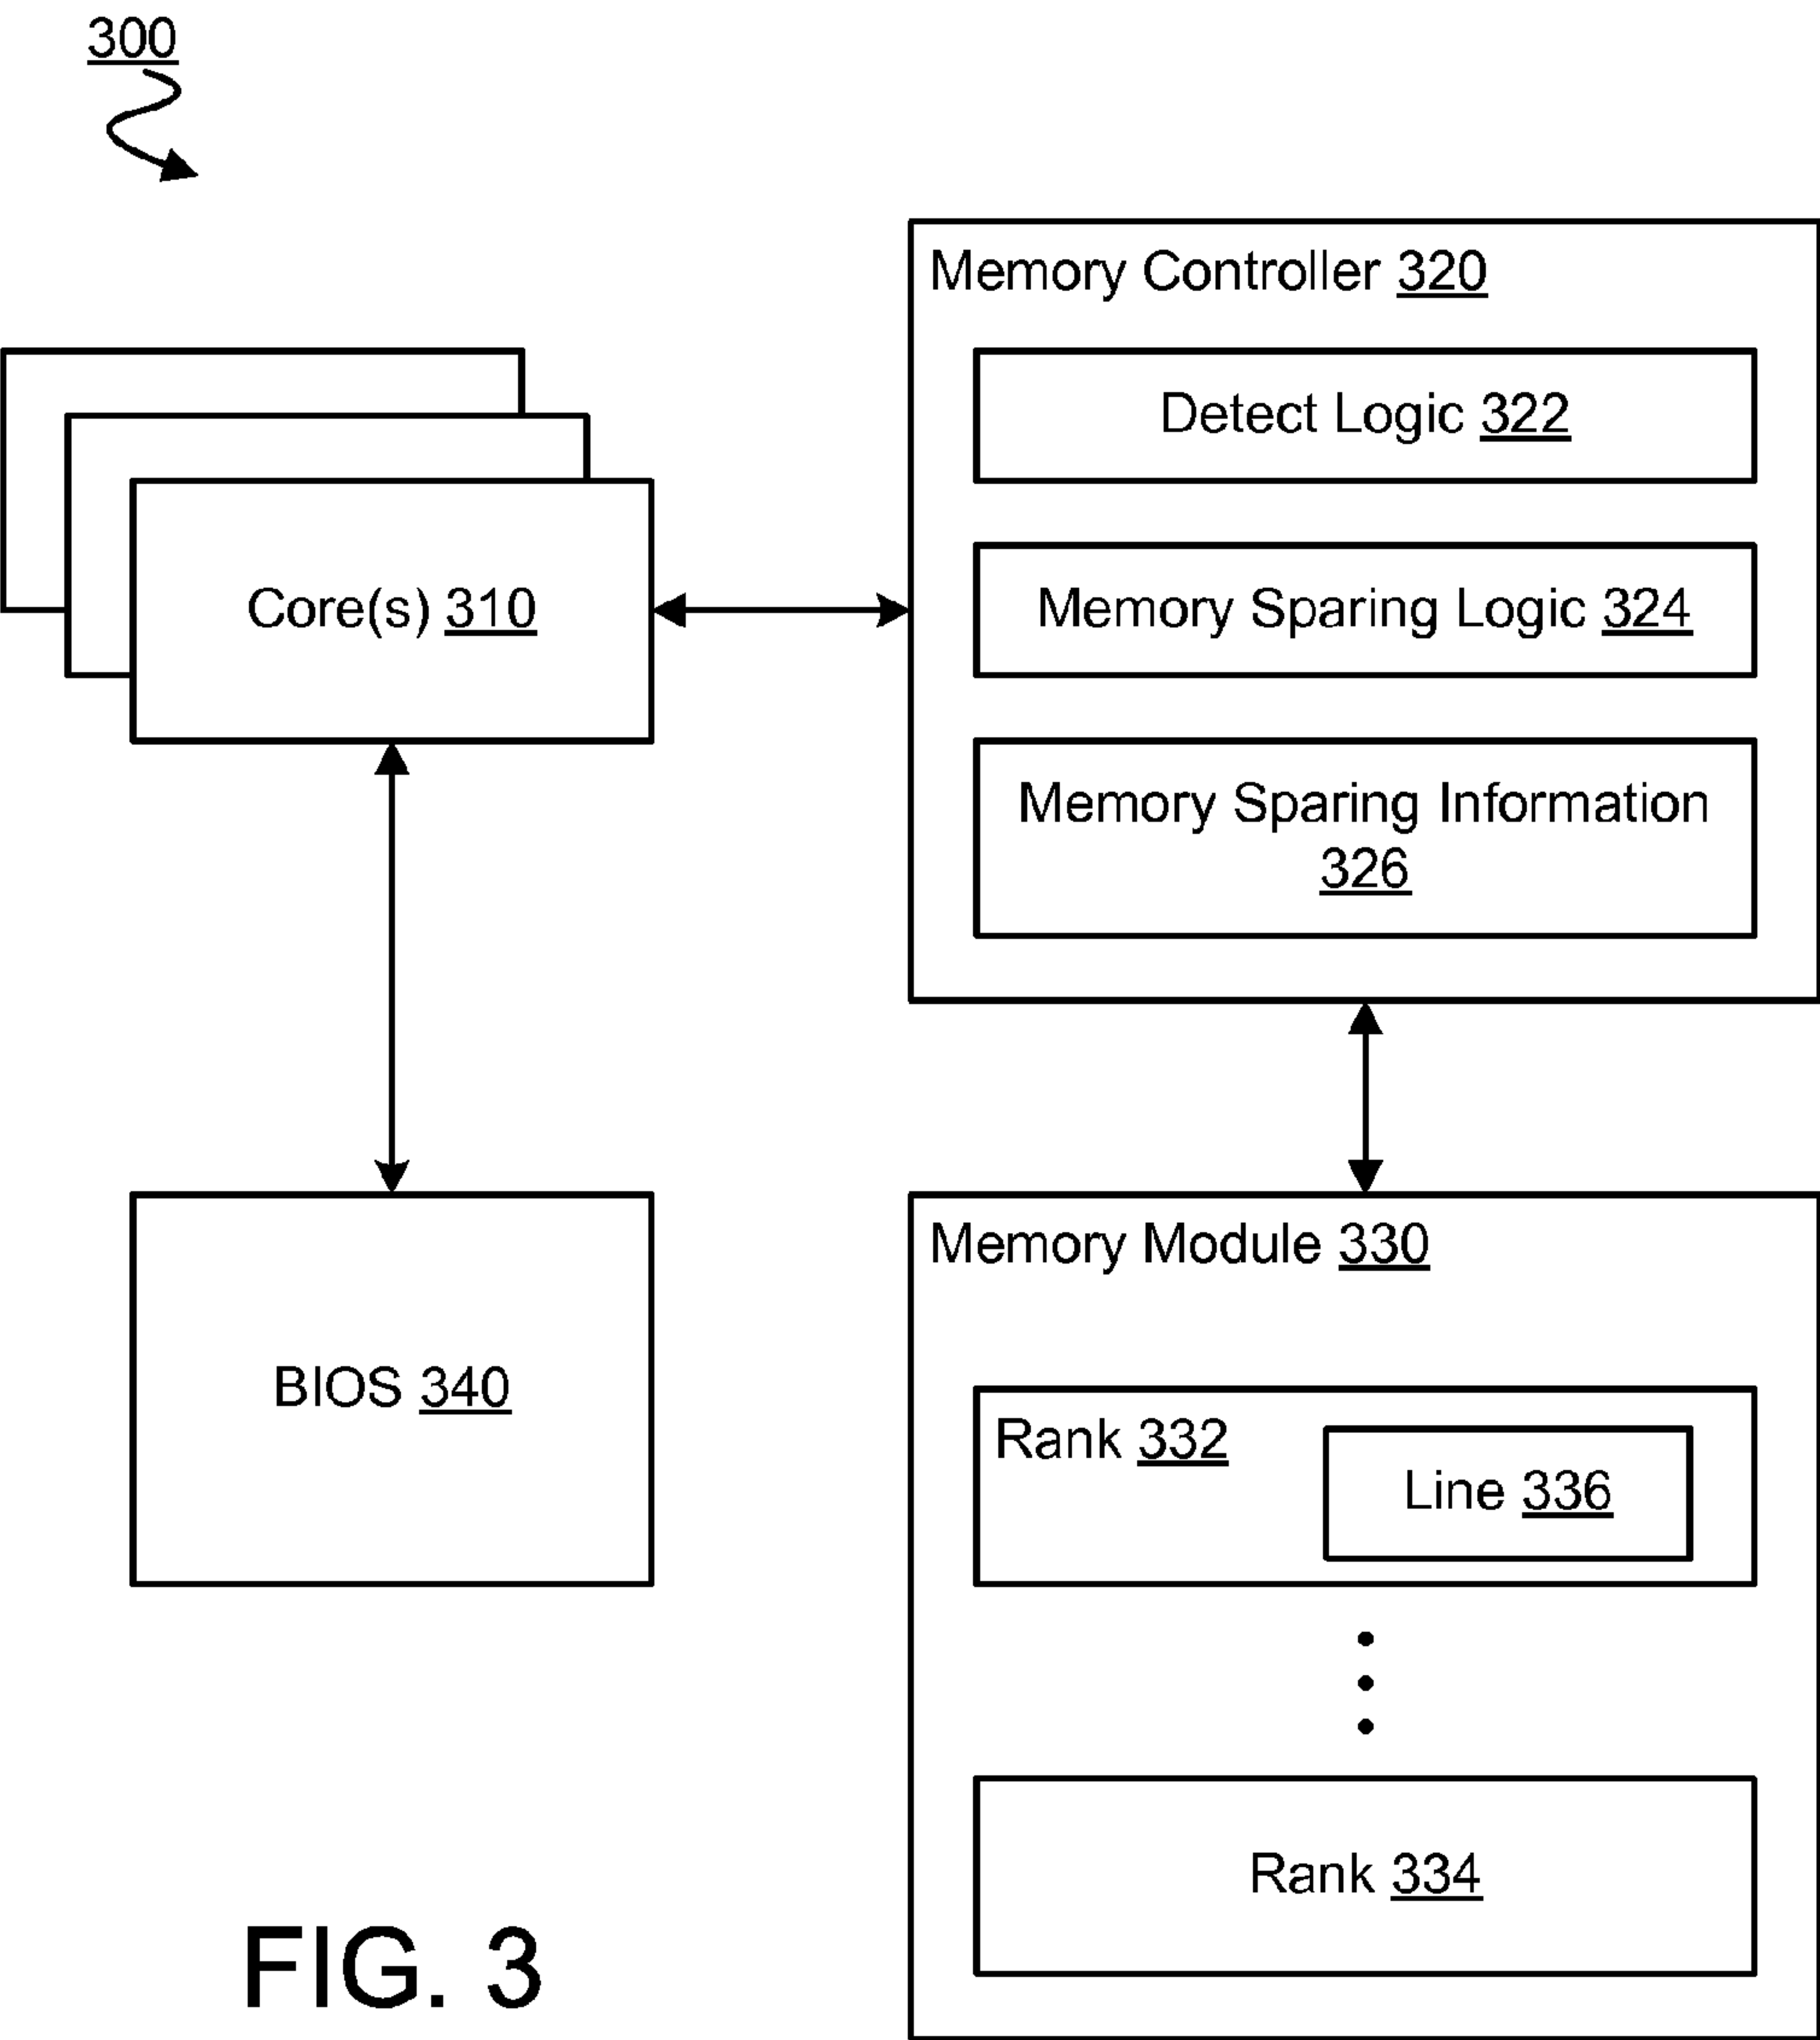 300
Memory Controller 320
Detect Logic 322
Core(s) 310
Memory Sparing Logic 324
Memory Sparing Information
326
Memory Module 330
BIOS 340
Rank 332
Line 336
Rank 334
FIG. 3